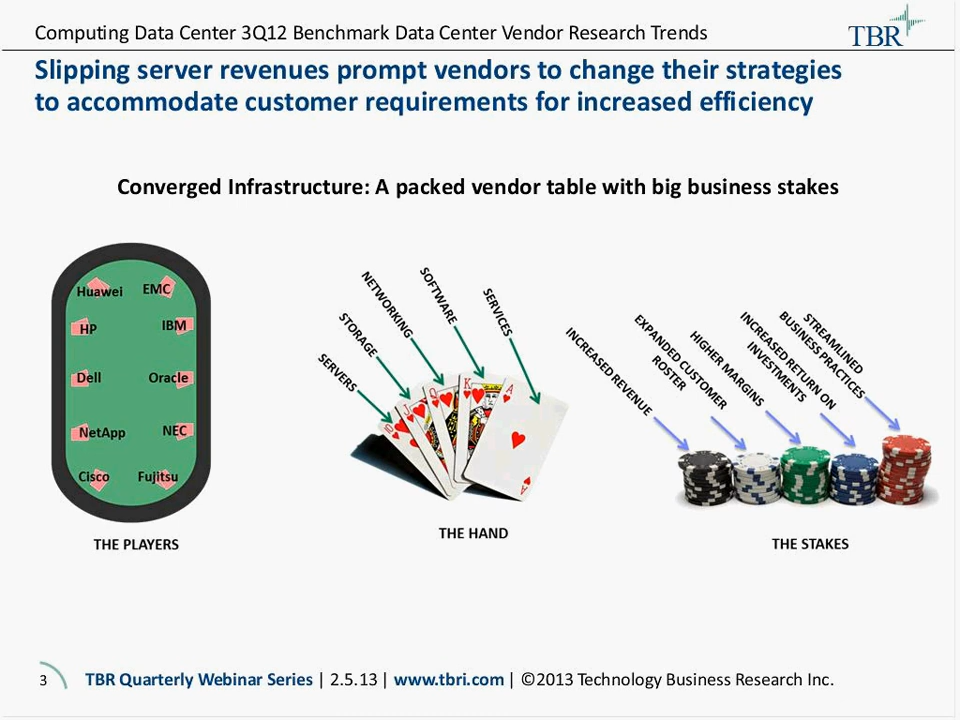 Computing Data Center 3Q12 Benchmark Data Center Vendor Research Trends
TBR
Slipping server revenues prompt vendors to change their strategies
to accommodate customer requirements for increased efficiency
Converged Infrastructure: A packed vendor table with big business stakes
Huawei
EMC
HP
IBM
Dell
Oracle
NetApp
NEC
Cisco
Fujitsu
THE PLAYERS
SERVERS
STORAGE
NETWORKING
SOFTWARE
SERVICES
10
J
Q
K
A
A
THE HAND
INCREASED REVENUE
EXPANDED CUSTOMER
ROSTER
HIGHER MARGINS
INCREASED RETURN ON
INVESTMENTS
STREAMLINED
BUSINESS PRACTICES
THE STAKES
3
TBR Quarterly Webinar Series | 2.5.13 | www.tbri.com | ©2013 Technology Business Research Inc.